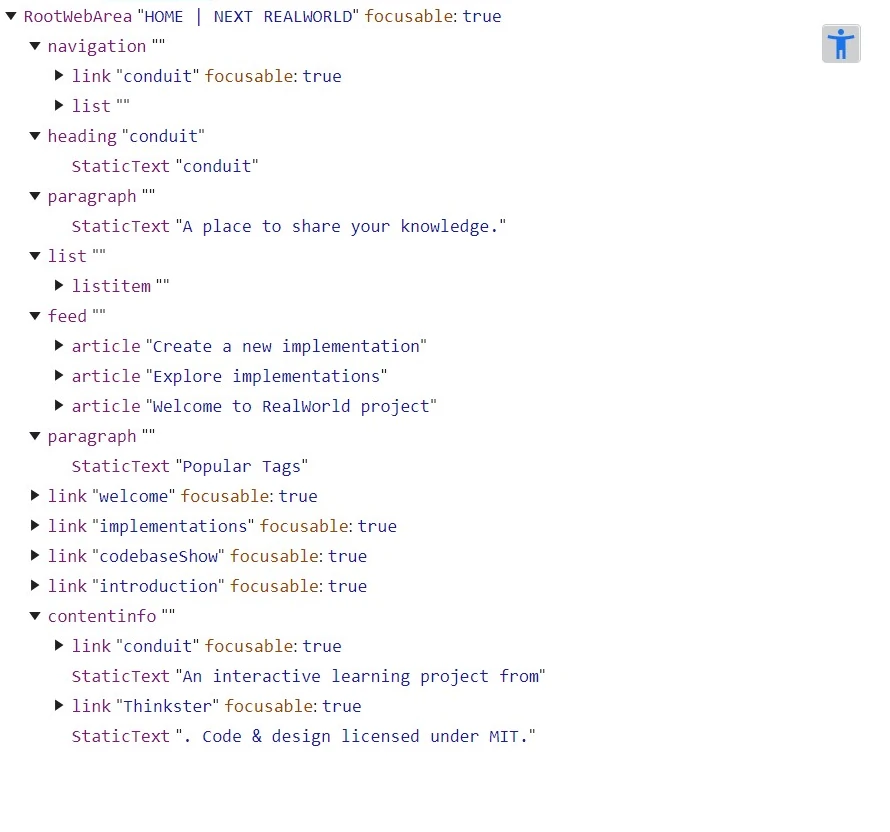 RootWebArea "HOME | NEXT REALWORLD" focusable: true
navigation ""
link "conduit" focusable: true
list ""
heading "conduit"
StaticText "conduit"
paragraph ""
StaticText "A place to share your knowledge."
list ""
listitem ""
feed ""
article "Create a new implementation"
article "Explore implementations"
article "Welcome to RealWorld project"
paragraph ""
StaticText "Popular Tags"
link "welcome" focusable: true
link "implementations" focusable: true
link "codebaseShow" focusable: true
link "introduction" focusable: true
contentinfo ""
link "conduit" focusable: true
StaticText "An interactive learning project from"
link "Thinkster" focusable: true
StaticText ". Code & design licensed under MIT."